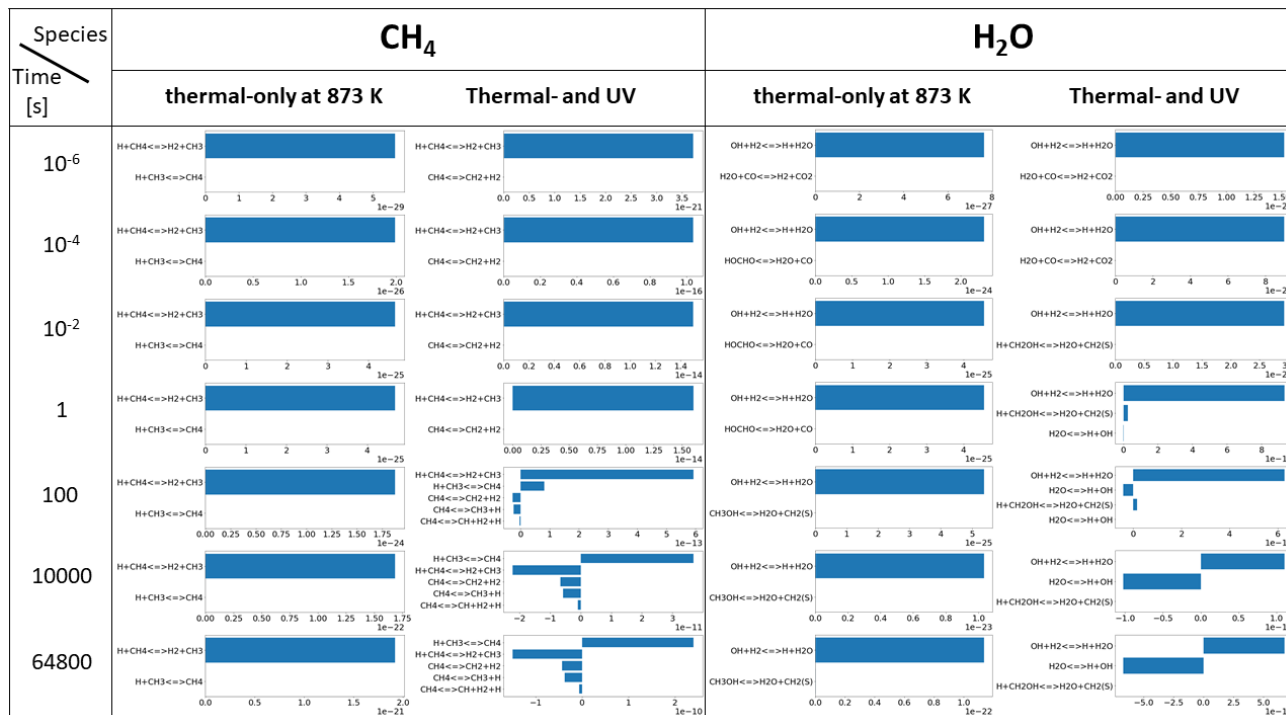 Species
Time
[s]
CH4
H2O
thermal-only at 873 K
Thermal- and UV
thermal-only at 873 K
Thermal- and UV
10-6
H+CH4<=>H2+CH3
H+CH3<=>CH4
0 1 2 3 4 5
1e-29
H+CH4<=>H2+CH3
CH4<=>CH2+H2
0.0 0.5 1.0 1.5 2.0 2.5 3.0 3.5
1e-21
OH+H2<=>H+H2O
H2O+CO<=>H2+CO2
0 2 4 6 8
1e-27
OH+H2<=>H+H2O
H2O+CO<=>H2+CO2
0.00 0.25 0.50 0.75 1.00 1.25
10-4
H+CH4<=>H2+CH3
H+CH3<=>CH4
0.0 0.5 1.0 1.5 2.0
1e-26
H+CH4<=>H2+CH3
CH4<=>CH2+H2
0.0 0.2 0.4 0.6 0.8 1.0
1e-16
OH+H2<=>H+H2O
HOCHO<=>H2O+CO
0.0 0.5 1.0 1.5 2.0
1e-24
OH+H2<=>H+H2O
H2O+CO<=>H2+CO2
0 2 4 6 8
10-2
H+CH4<=>H2+CH3
H+CH3<=>CH4
0 1 2 3 4
1e-25
H+CH4<=>H2+CH3
CH4<=>CH2+H2
0.0 0.2 0.4 0.6 0.8 1.0 1.2 1.4
1e-14
OH+H2<=>H+H2O
HOCHO<=>H2O+CO
0 1 2 3 4
1e-25
OH+H2<=>H+H2O
H+CH2OH<=>H2O+CH2(S)
0.0 0.5 1.0 1.5 2.0 2.5
1
H+CH4<=>H2+CH3
H+CH3<=>CH4
0 1 2 3 4
1e-25
H+CH4<=>H2+CH3
CH4<=>CH2+H2
0.00 0.25 0.50 0.75 1.00 1.25 1.50
1e-14
OH+H2<=>H+H2O
HOCHO<=>H2O+CO
0 1 2 3 4
1e-25
OH+H2<=>H+H2O
H+CH2OH<=>H2O+CH2(S)
H2O<=>H+OH
0 2 4 6 8
100
H+CH4<=>H2+CH3
H+CH3<=>CH4
0.00 0.25 0.50 0.75 1.00 1.25 1.50 1.75
1e-24
H+CH4<=>H2+CH3
H+CH3<=>CH4
CH4<=>CH2+H2
CH4<=>CH3+H
CH4<=>CH+H2+H
0 1 2 3 4 5 6
1e-13
OH+H2<=>H+H2O
CH3OH<=>H2O+CH2(S)
0 1 2 3 4 5
1e-25
OH+H2<=>H+H2O
H2O<=>H+OH
H+CH2OH<=>H2O+CH2(S)
H2O<=>H+OH
0 2 4 6
10000
H+CH4<=>H2+CH3
H+CH3<=>CH4
0.00 0.25 0.50 0.75 1.00 1.25 1.50 1.75
1e-22
H+CH3<=>CH4
H+CH4<=>H2+CH3
CH4<=>CH2+H2
CH4<=>CH3+H
CH4<=>CH+H2+H
−2 −1 0 1 2 3
1e-11
OH+H2<=>H+H2O
CH3OH<=>H2O+CH2(S)
0.0 0.2 0.4 0.6 0.8 1.0
1e-23
OH+H2<=>H+H2O
H2O<=>H+OH
H+CH2OH<=>H2O+CH2(S)
−1.0 −0.5 0.0 0.5 1.0
64800
H+CH4<=>H2+CH3
H+CH3<=>CH4
0.0 0.5 1.0 1.5 2.0
1e-21
H+CH3<=>CH4
H+CH4<=>H2+CH3
CH4<=>CH2+H2
CH4<=>CH3+H
CH4<=>CH+H2+H
−1 0 1 2
1e-10
OH+H2<=>H+H2O
CH3OH<=>H2O+CH2(S)
0.0 0.2 0.4 0.6 0.8 1.0
1e-22
OH+H2<=>H+H2O
H2O<=>H+OH
H+CH2OH<=>H2O+CH2(S)
−5.0 −2.5 0.0 2.5 5.0